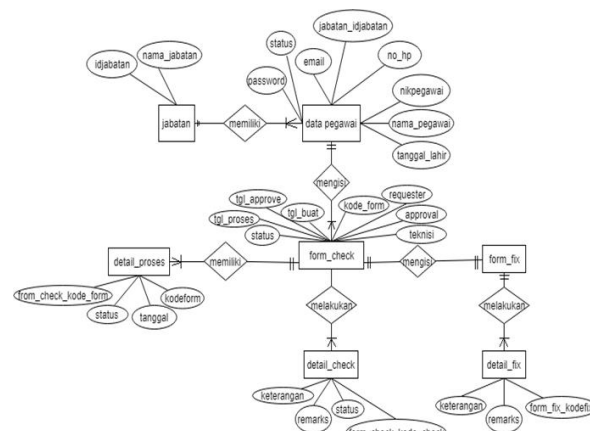 jabatan_idjabatan
status
nama_jabatan
email
no_hp
idjabatan
password
nikpegawai
jabatan
memiliki
data pegawai
nama_pegawai
tanggal_lahir
mengisi
tgl_approve
kode_form
requester
tgl_buat
tgl_proses
approval
status
teknisi
detail_proses
memiliki
form_check
mengisi
form_fix
from_check_kode_form
kodeform
status
tanggal
melakukan
melakukan
detail_check
detail_fix
keterangan
status
remarks
form_check_kode_check
keterangan
form_fix_kodefix
remarks